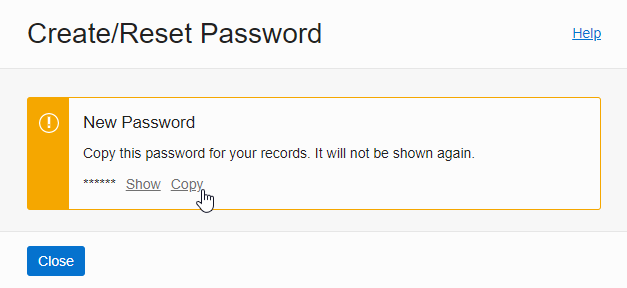 Create/Reset Password
Help
New Password
Copy this password for your records. It will not be shown again.
****** Show Copy
Close